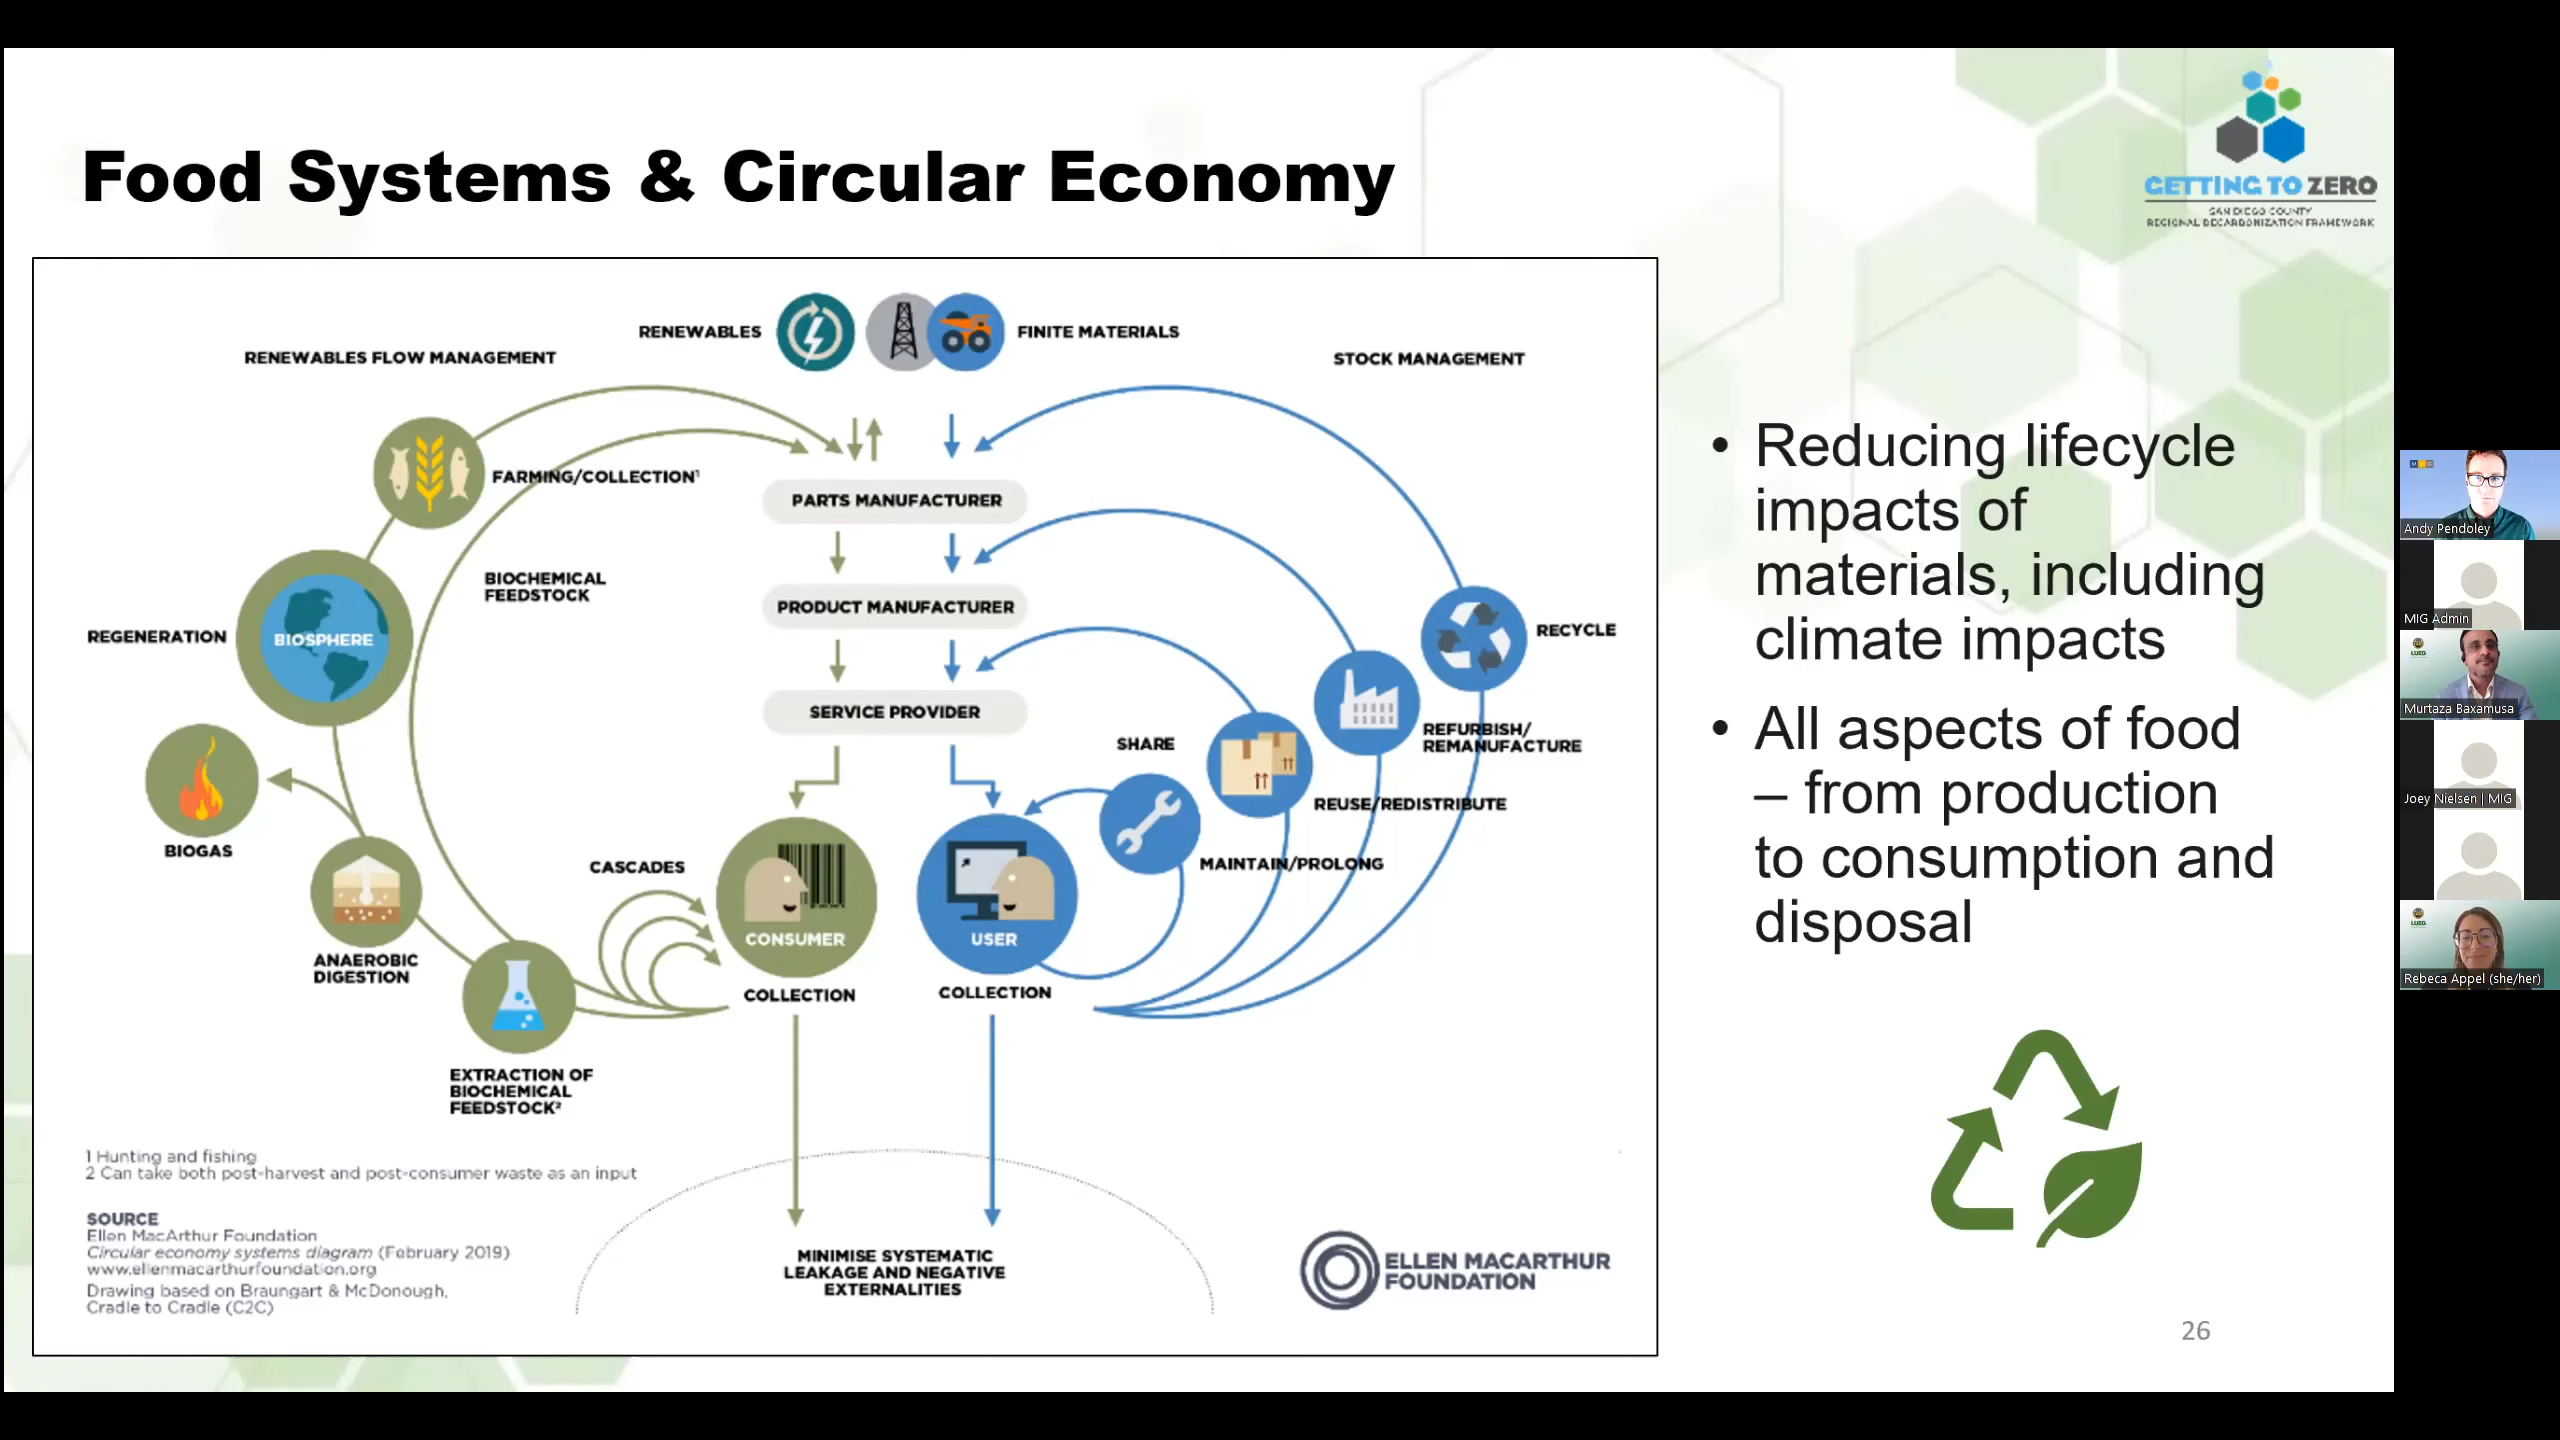 Food Systems & Circular Economy
GETTING TO ZERO
SAN DIEGO COUNTY
REGIONAL DECARBONIZATION FRAMEWORK
RENEWABLES
FINITE MATERIALS
RENEWABLES FLOW MANAGEMENT
STOCK MANAGEMENT
FARMING/COLLECTION¹
PARTS MANUFACTURER
BIOCHEMICAL
FEEDSTOCK
PRODUCT MANUFACTURER
REGENERATION
BIOSPHERE
RECYCLE
SERVICE PROVIDER
SHARE
REFURBISH/
REMANUFACTURE
REUSE/REDISTRIBUTE
BIOGAS
CASCADES
MAINTAIN/PROLONG
CONSUMER
USER
ANAEROBIC
DIGESTION
COLLECTION
COLLECTION
EXTRACTION OF
BIOCHEMICAL
FEEDSTOCK²
1 Hunting and fishing
2 Can take both post-harvest and post-consumer waste as an input
SOURCE
Ellen MacArthur Foundation
Circular economy systems diagram (February 2019)
www.ellenmacarthurfoundation.org
Drawing based on Braungart & McDonough,
Cradle to Cradle (C2C)
MINIMISE SYSTEMATIC
LEAKAGE AND NEGATIVE
EXTERNALITIES
ELLEN MACARTHUR
FOUNDATION
• Reducing lifecycle
impacts of
materials, including
climate impacts
• All aspects of food
– from production
to consumption and
disposal
26
Andy Pendoley
MIG Admin
LUEG
Murtaza Baxamusa
Joey Nielsen | MIG
LUEG
Rebeca Appel (she/her)